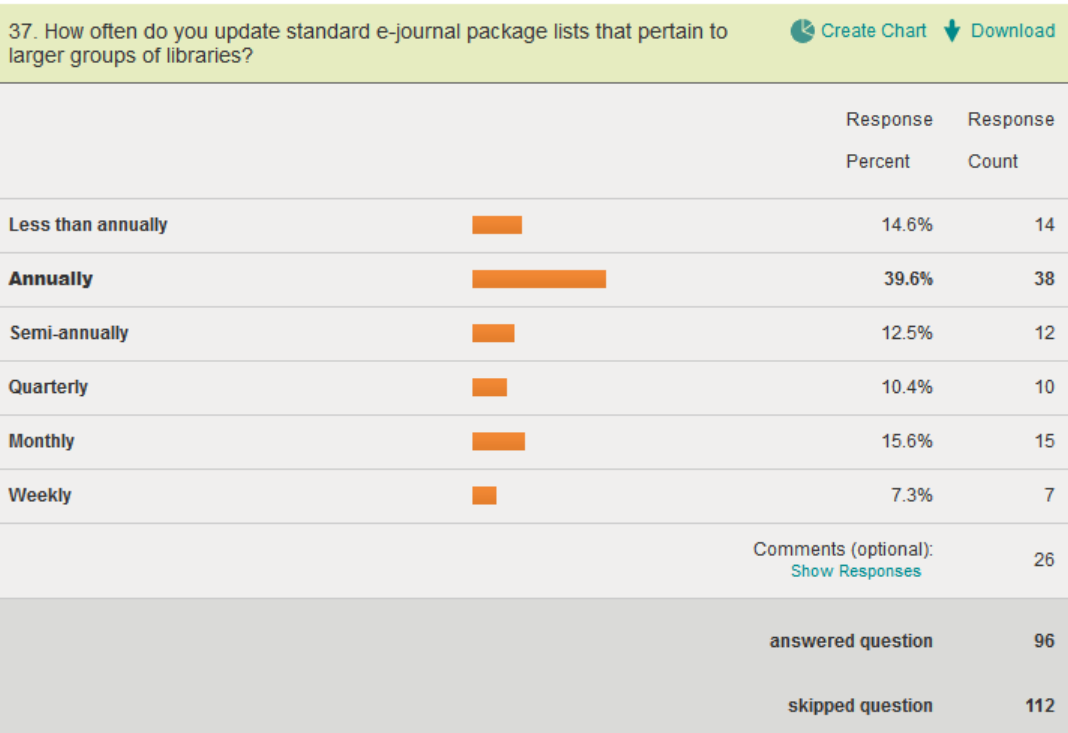 37. How often do you update standard e-journal package lists that pertain to
larger groups of libraries?
Create Chart Download
Response Response
Percent Count
Less than annually 14.6% 14
Annually 39.6% 38
Semi-annually 12.5% 12
Quarterly 10.4% 10
Monthly 15.6% 15
Weekly 7.3% 7
Comments (optional):
Show Responses 26
answered question 96
skipped question 112